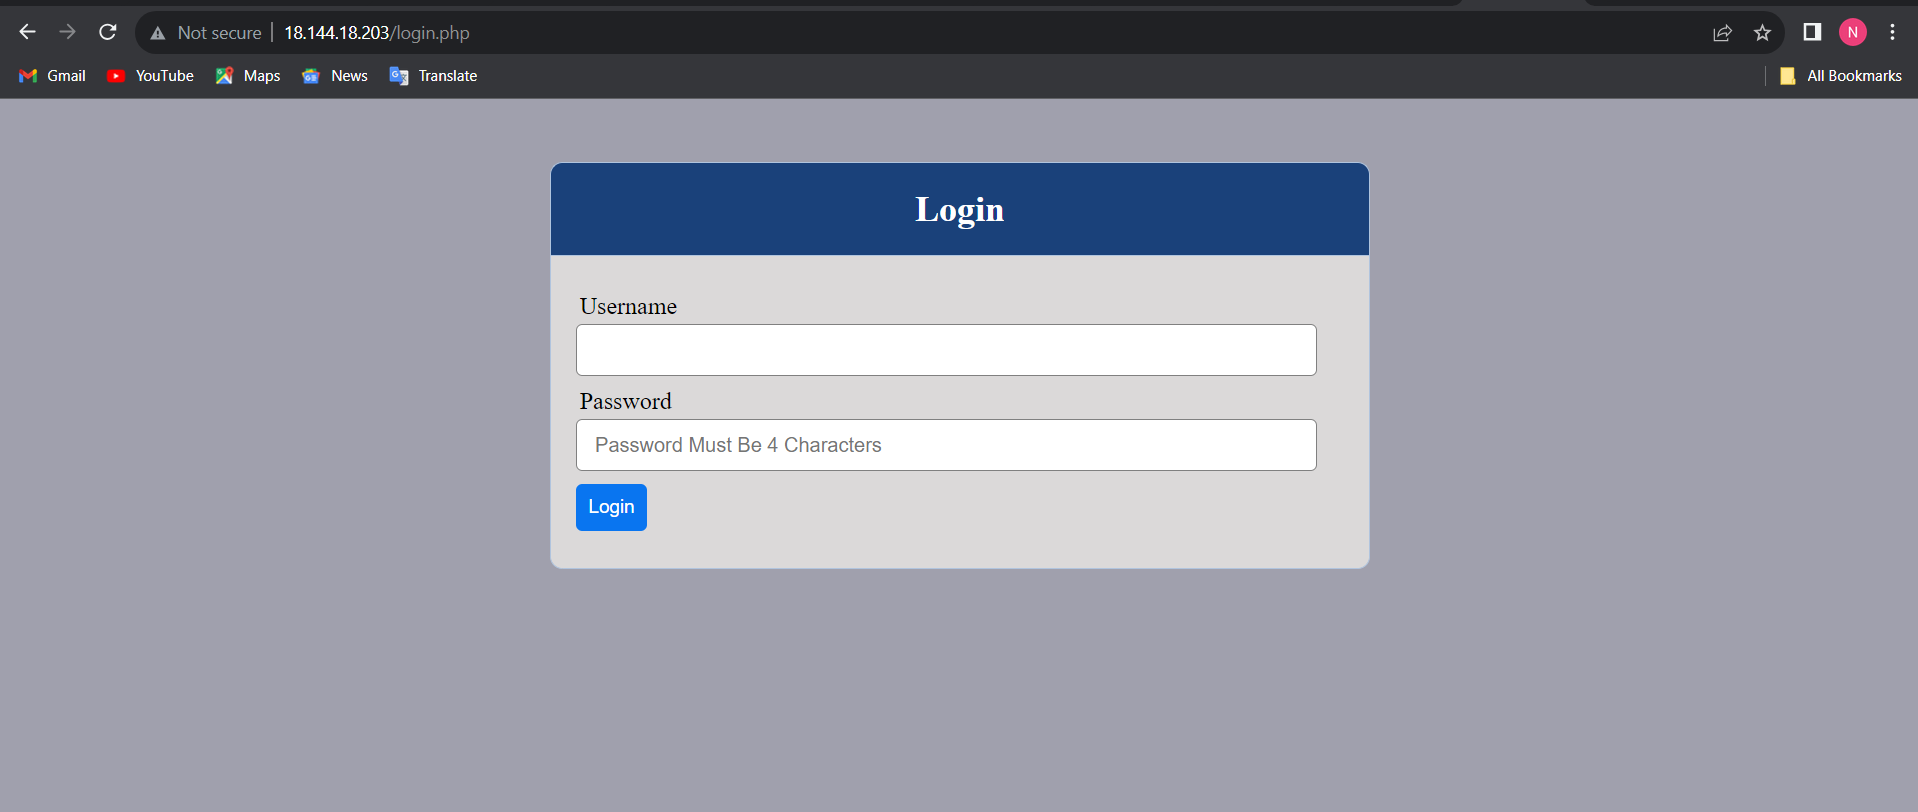 Not secure 18.144.18.203/login.php N
Gmail YouTube Maps News Translate All Bookmarks
Login
Username
Password
Password Must Be 4 Characters
Login